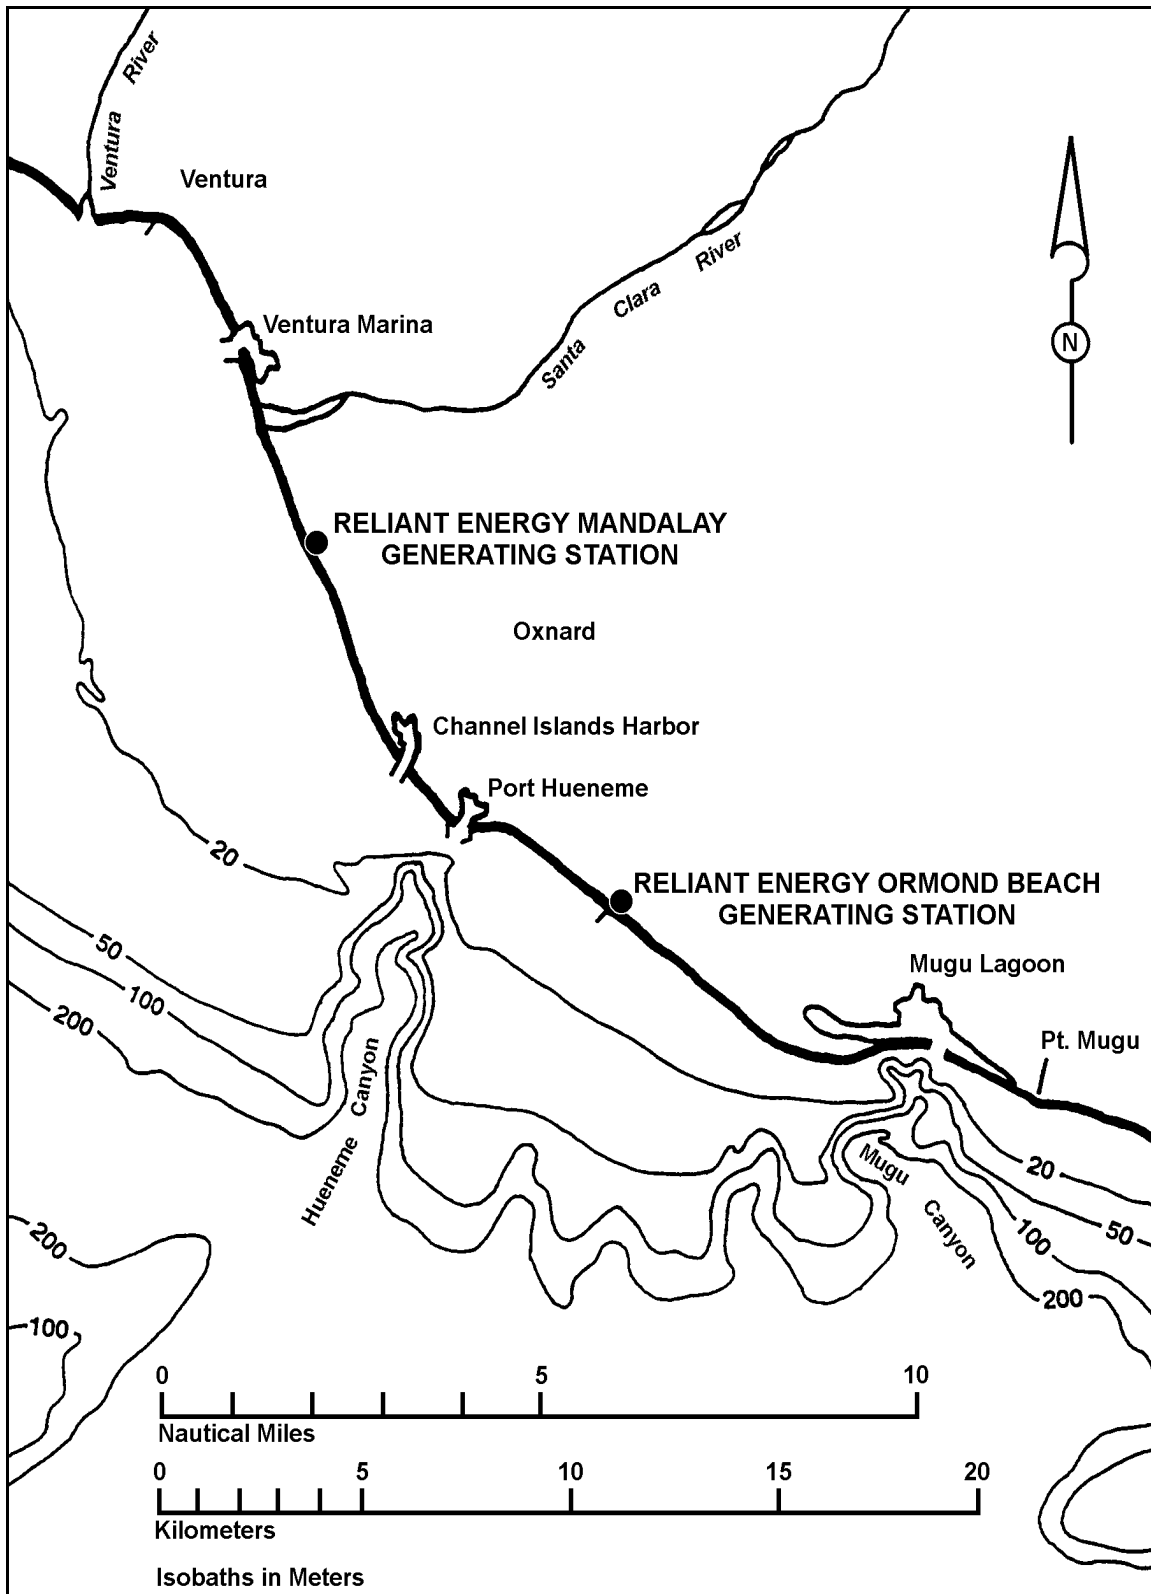 Ventura River
Ventura
Ventura Marina
Santa Clara River
N
RELIANT ENERGY MANDALAY
GENERATING STATION
Oxnard
Channel Islands Harbor
Port Hueneme
20
RELIANT ENERGY ORMOND BEACH
GENERATING STATION
50
Mugu Lagoon
100
200
Pt. Mugu
Hueneme Canyon
Mugu Canyon
20
50
100
200
200
100
0 5 10
Nautical Miles
0 5 10 15 20
Kilometers
Isobaths in Meters